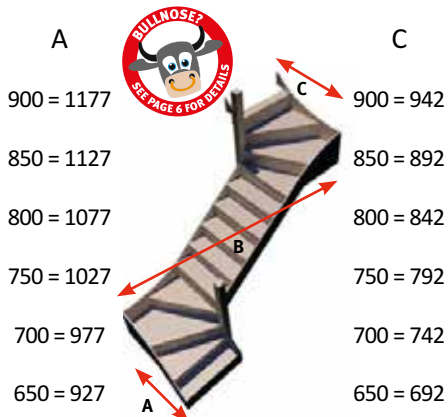 A
C
BULLNOSE?
SEE PAGE 6 FOR DETAILS
900 = 1177
850 = 1127
800 = 1077
750 = 1027
700 = 977
650 = 927
C
B
A
900 = 942
850 = 892
800 = 842
750 = 792
700 = 742
650 = 692